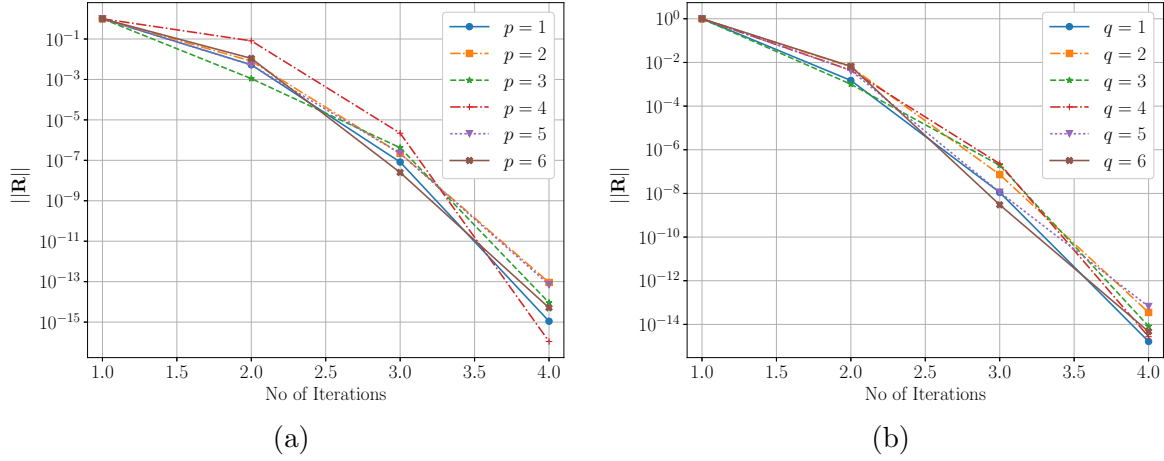 10⁻¹
10⁻³
10⁻⁵
10⁻⁷
10⁻⁹
10⁻¹¹
10⁻¹³
10⁻¹⁵
||R||
1.0 1.5 2.0 2.5 3.0 3.5 4.0
No of Iterations
p = 1
p = 2
p = 3
p = 4
p = 5
p = 6
(a)
10⁰
10⁻²
10⁻⁴
10⁻⁶
10⁻⁸
10⁻¹⁰
10⁻¹²
10⁻¹⁴
||R||
1.0 1.5 2.0 2.5 3.0 3.5 4.0
No of Iterations
q = 1
q = 2
q = 3
q = 4
q = 5
q = 6
(b)